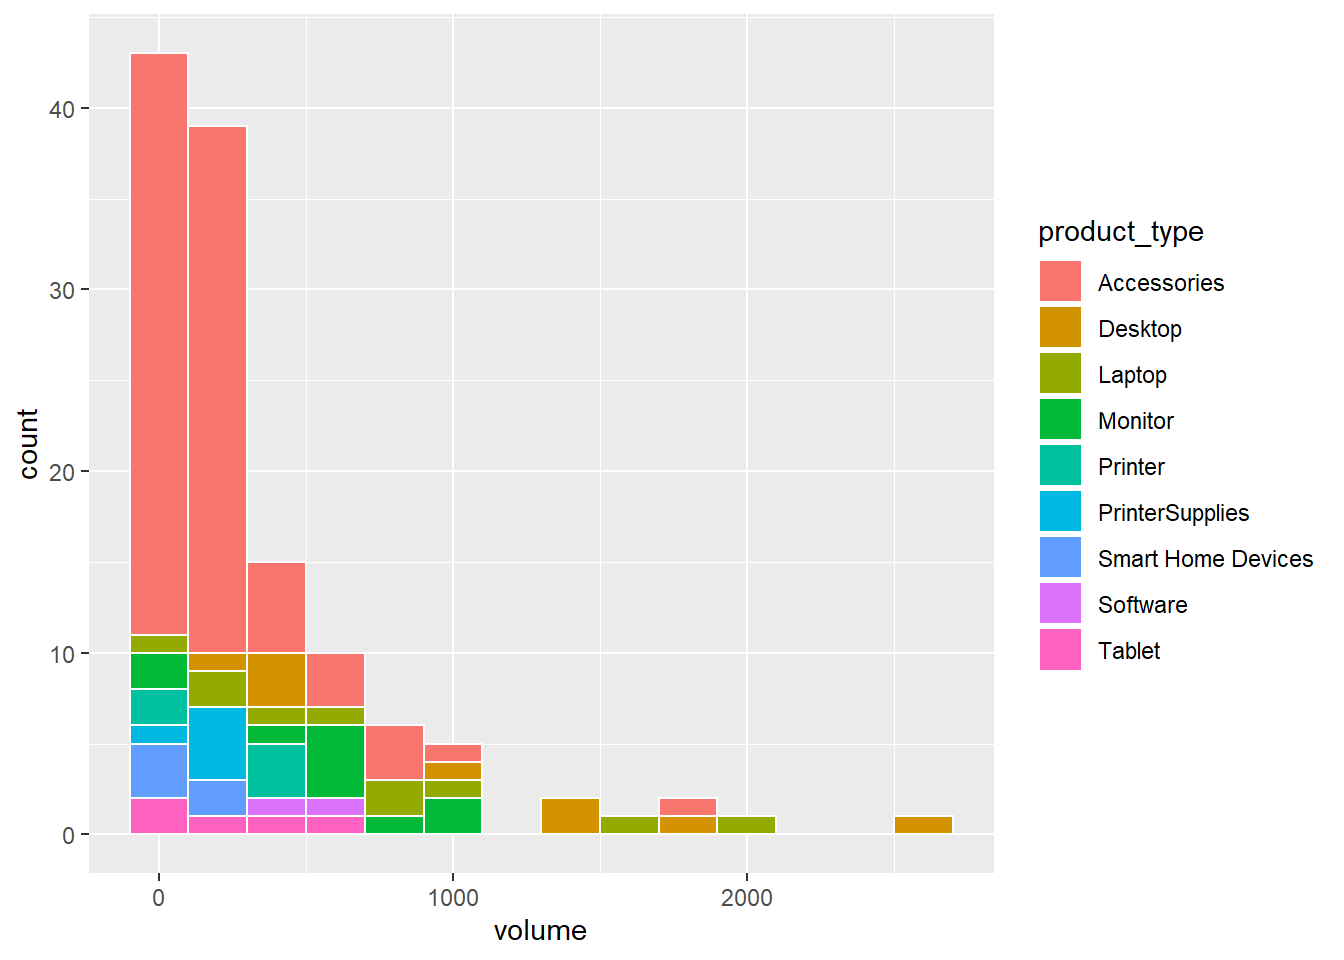 40
30
20
10
0
count
0
1000
2000
volume
product_type
Accessories
Desktop
Laptop
Monitor
Printer
PrinterSupplies
Smart Home Devices
Software
Tablet